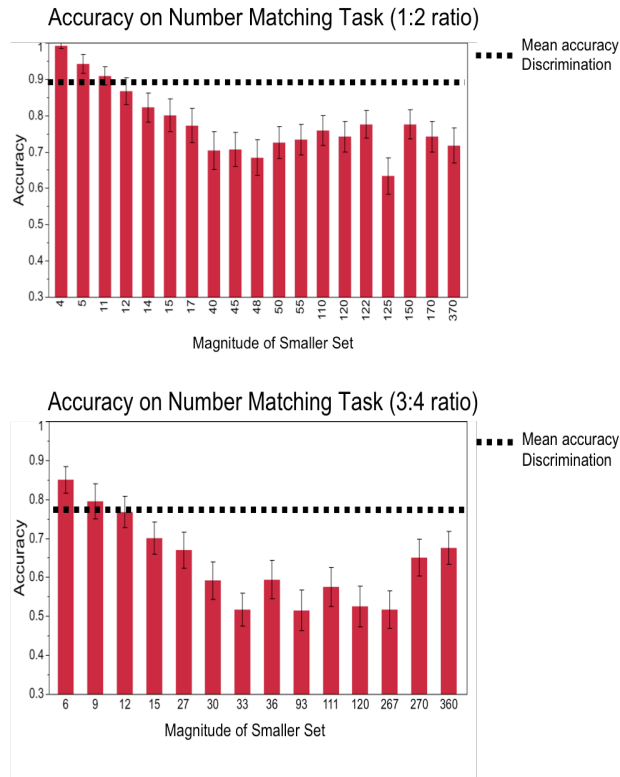 Accuracy on Number Matching Task (1:2 ratio)
Mean accuracy
Discrimination
1
0.9
0.8
0.7
0.6
0.5
0.4
0.3
Accuracy
4 5 11 12 14 15 17 40 45 48 50 55 110 120 122 125 150 170 370
Magnitude of Smaller Set
Accuracy on Number Matching Task (3:4 ratio)
Mean accuracy
Discrimination
1
0.9
0.8
0.7
0.6
0.5
0.4
0.3
Accuracy
6 9 12 15 27 30 33 36 93 111 120 267 270 360
Magnitude of Smaller Set